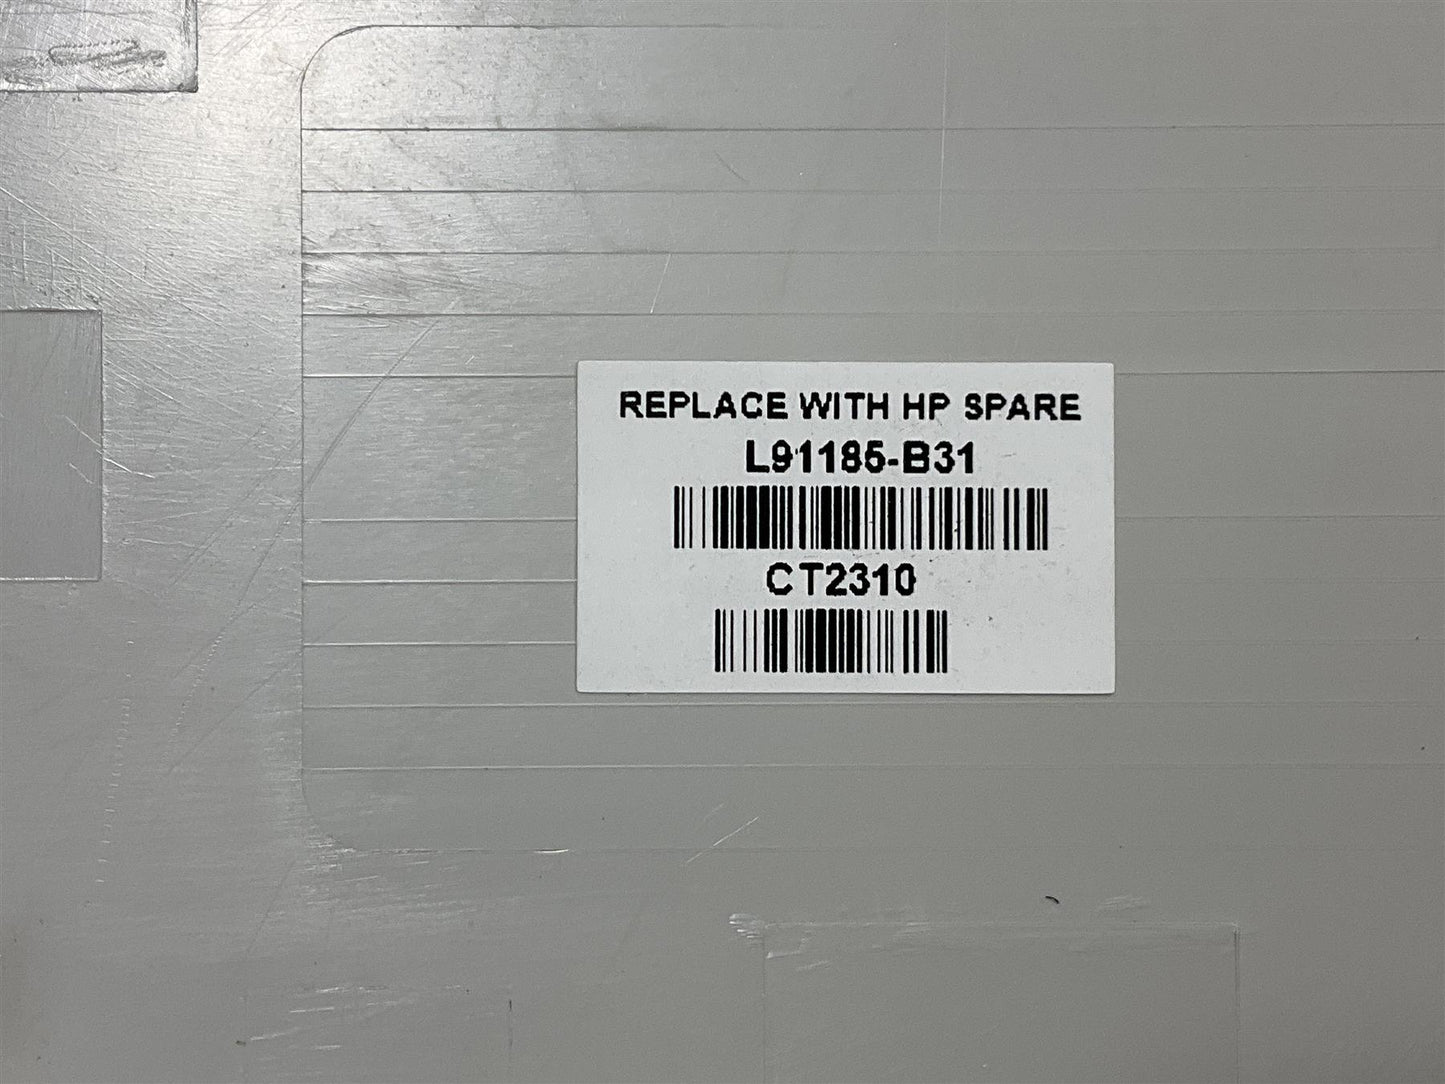 REPLACE WITH HP SPARE
L91185-B31
CT2310